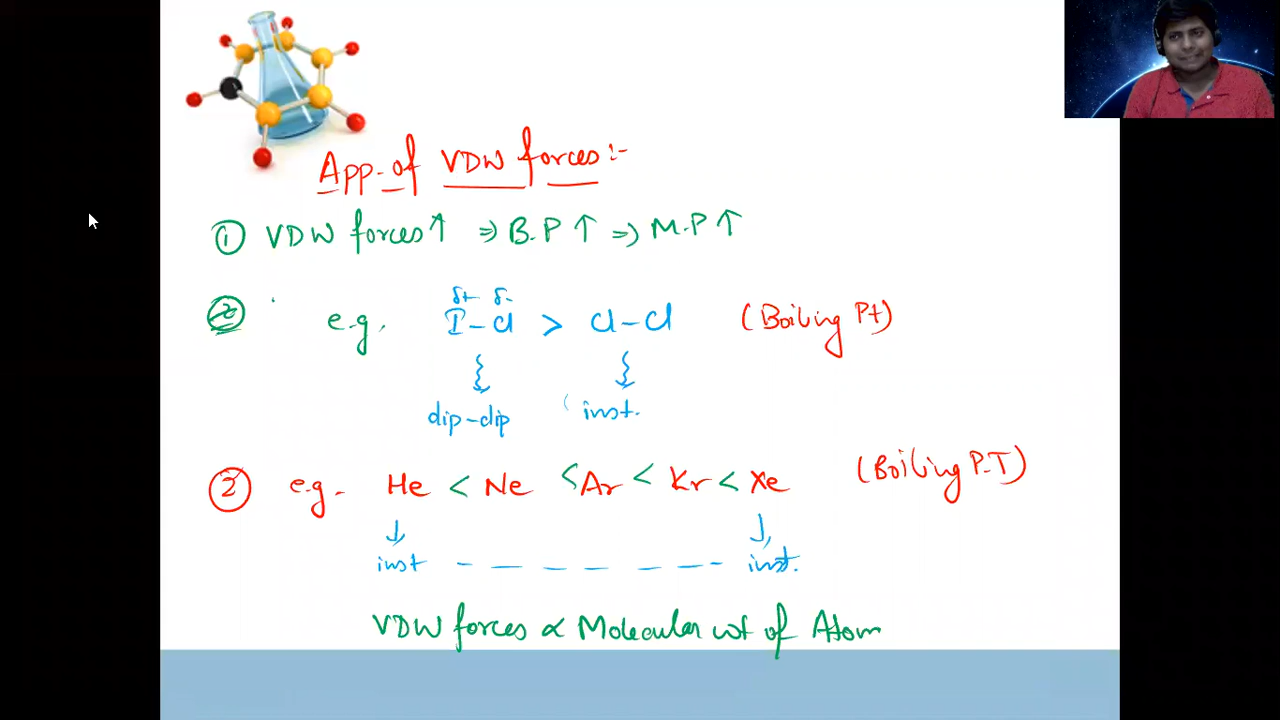 App. of VDW forces :-
① VDW forces ↑ ⇒ B.P ↑ ⇒ M.P ↑
δ+ δ-
e.g. I-Cl > Cl-Cl (Boiling Pt)
dip-dip inst.
② e.g. He < Ne < Ar < Kr < Xe (Boiling P.T)
inst - - - - - - inst.
VDW forces ∝ Molecular wt of Atom